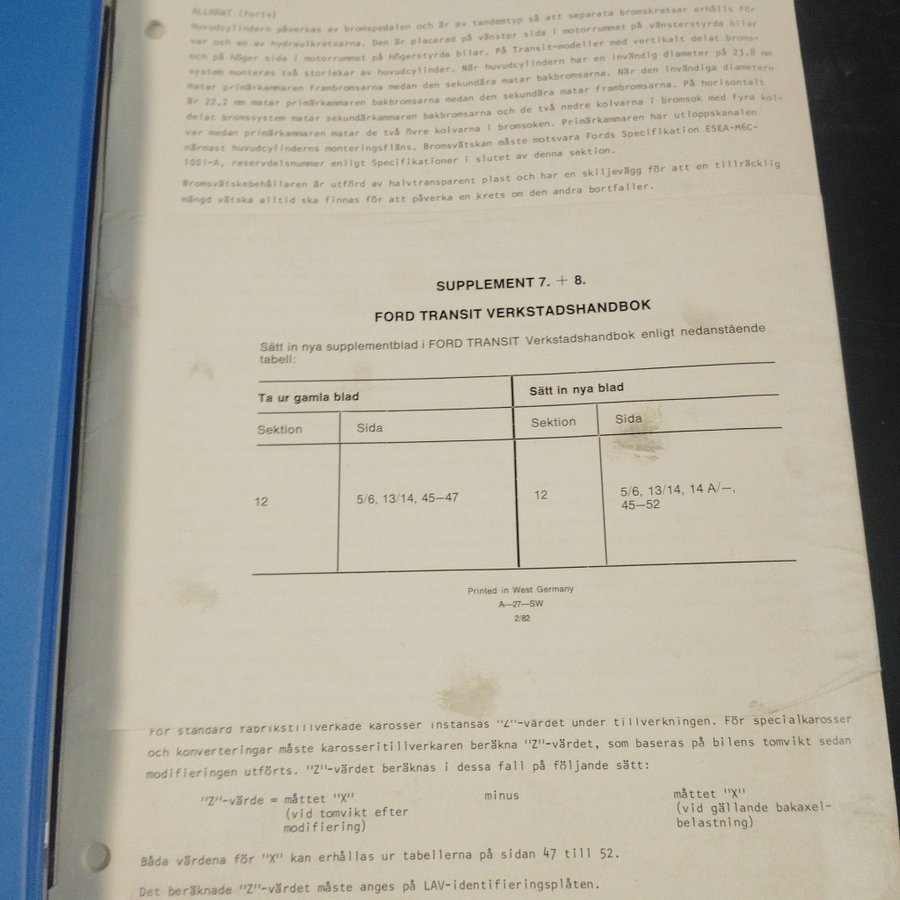 ALLMÄNT (forts)
Huvudcylindern påverkas av bromspedalen och är av tandemtyp så att separata bromskretsar erhålls för
var och en av hydraulkretsarna. Den är placerad på vänster sida i motorrummet på vänsterstyrda bilar
och på höger sida i motorrummet på högerstyrda bilar. På Transit-modeller med vertikalt delat broms-
system monteras två storlekar av huvudcylinder. När huvudcylindern har en invändig diameter på 23,8 mm
matar primärkammaren frambromsarna medan den sekundära matar bakbromsarna. När den invändiga diametern
är 22,2 mm matar primärkammaren bakbromsarna medan den sekundära matar frambromsarna. På horisontalt
delat bromssystem matar sekundärkammaren bakbromsarna och de två nedre kolvarna i bromsok med fyra kol-
var medan primärkammaren matar de två övre kolvarna i bromsoken. Primärkammaren har utloppskanalen
närmast huvudcylinderns monteringsfläns. Bromsvätskan måste motsvara Fords Specifikation ESEA-M6C-
1001-A, reservdelsnummer enligt Specifikationer i slutet av denna sektion.
Bromsvätskebehållaren är utförd av halvtransparent plast och har en skiljevägg för att en tillräcklig
mängd vätska alltid ska finnas för att påverka en krets om den andra bortfaller.
SUPPLEMENT 7. + 8.
FORD TRANSIT VERKSTADSHANDBOK
Sätt in nya supplementblad i FORD TRANSIT Verkstadshandbok enligt nedanstående
tabell:
Ta ur gamla blad Sätt in nya blad
Sektion Sida Sektion Sida
12 5/6, 13/14, 45—47 12 5/6, 13/14, 14 A/—,
45—52
Printed in West Germany
A—27—SW
2/82
För standard fabrikstillverkade karosser instansas "Z"-värdet under tillverkningen. För specialkarosser
och konverteringar måste karosseritillverkaren beräkna "Z"-värdet, som baseras på bilens tomvikt sedan
modifieringen utförts. "Z"-värdet beräknas i dessa fall på följande sätt:
"Z"-värde = måttet "X" minus måttet "X"
(vid tomvikt efter (vid gällande bakaxel-
modifiering) belastning)
Båda värdena för "X" kan erhållas ur tabellerna på sidan 47 till 52.
Det beräknade "Z"-värdet måste anges på LAV-identifieringsplåten.